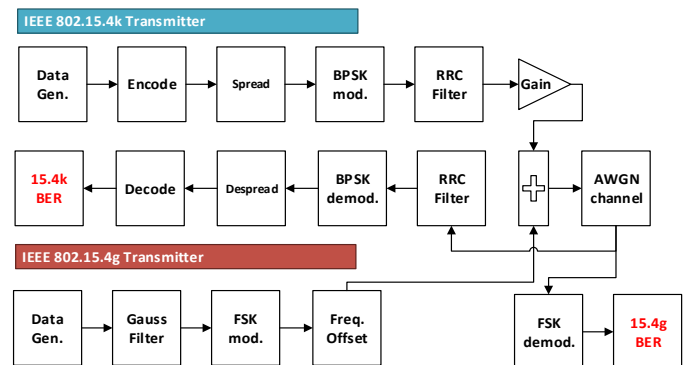 IEEE 802.15.4k Transmitter
Data
Gen.
Encode
Spread
BPSK
mod.
RRC
Filter
Gain
15.4k
BER
Decode
Despread
BPSK
demod.
RRC
Filter
AWGN
channel
IEEE 802.15.4g Transmitter
Data
Gen.
Gauss
Filter
FSK
mod.
Freq.
Offset
FSK
demod.
15.4g
BER